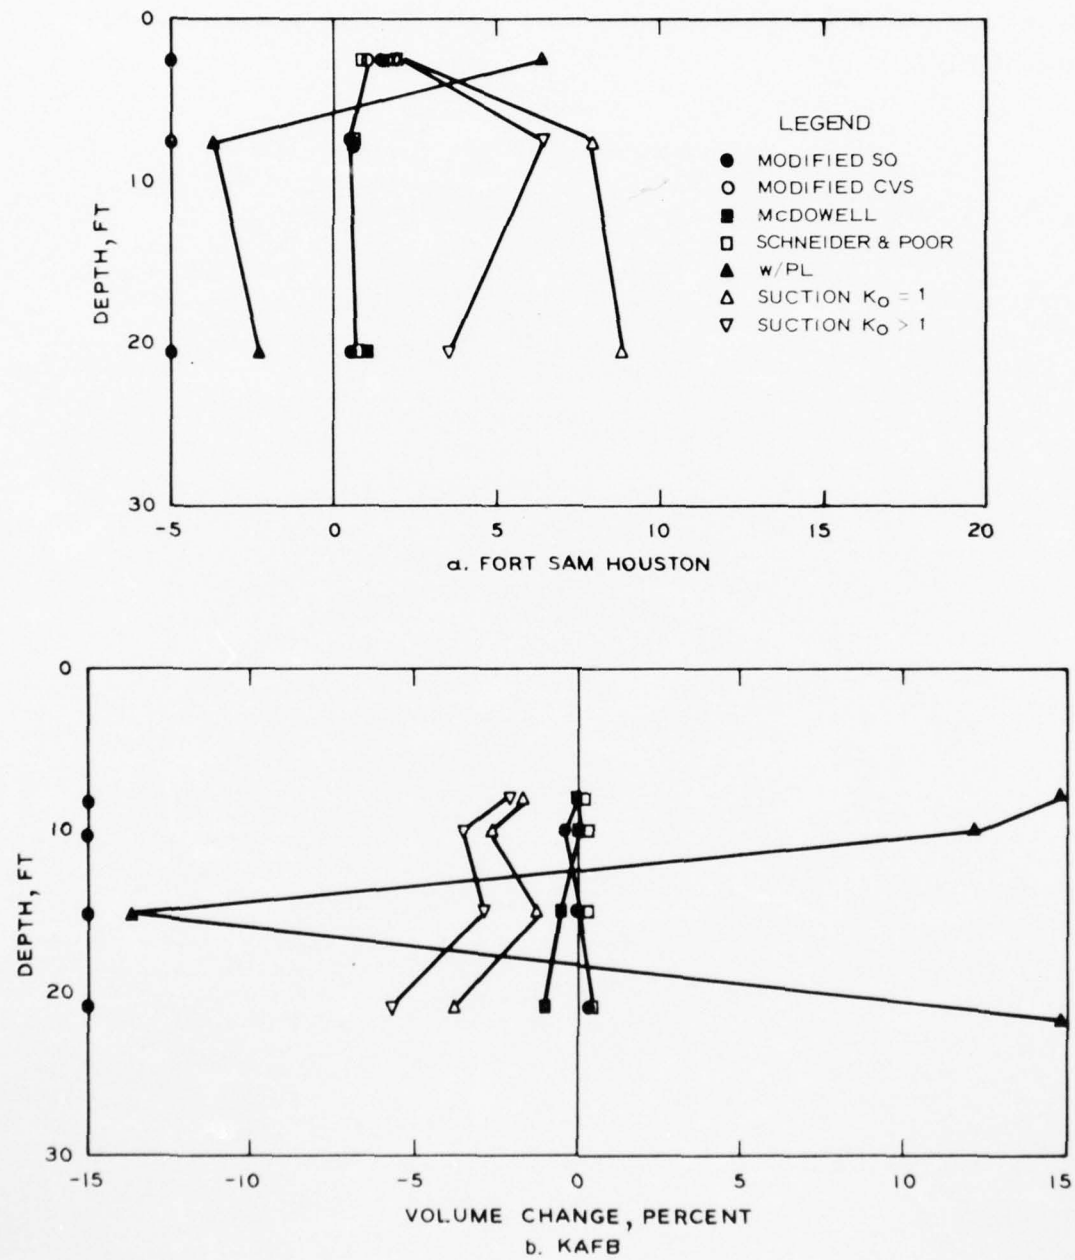 0
10
20
30
DEPTH, FT
LEGEND
MODIFIED SO
MODIFIED CVS
McDOWELL
SCHNEIDER & POOR
W/PL
SUCTION KO = 1
SUCTION KO > 1
-5 0 5 10 15 20
a. FORT SAM HOUSTON
0
10
20
30
DEPTH, FT
-15 -10 -5 0 5 10 15
VOLUME CHANGE, PERCENT
b. KAFB